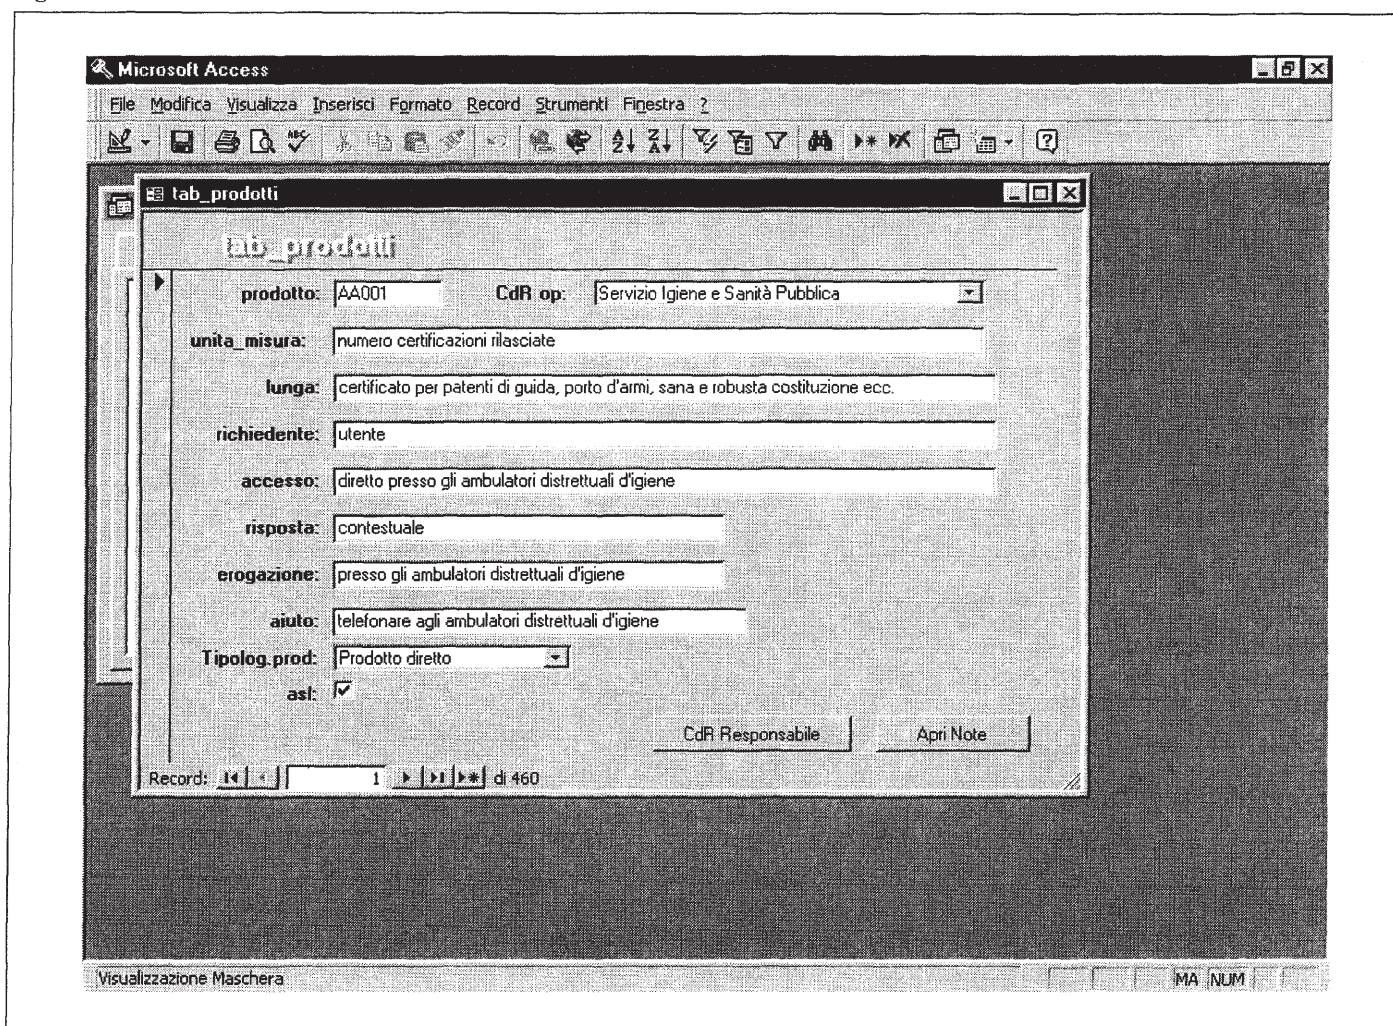 Microsoft Access
File Modifica Visualizza Inserisci Formato Record Strumenti Finestra ?
tab_prodotti
tab_prodotti
prodotto: AA001 CdR op: Servizio Igiene e Sanità Pubblica
unita_misura: numero certificazioni rilasciate
lunga: certificato per patenti di guida, porto d'armi, sana e robusta costituzione ecc.
richiedente: utente
accesso: diretto presso gli ambulatori distrettuali d'igiene
risposta: contestuale
erogazione: presso gli ambulatori distrettuali d'igiene
aiuto: telefonare agli ambulatori distrettuali d'igiene
Tipolog.prod: Prodotto diretto
asl:
CdR Responsabile Apri Note
Record: 1 di 460
Visualizzazione Maschera MA NUM